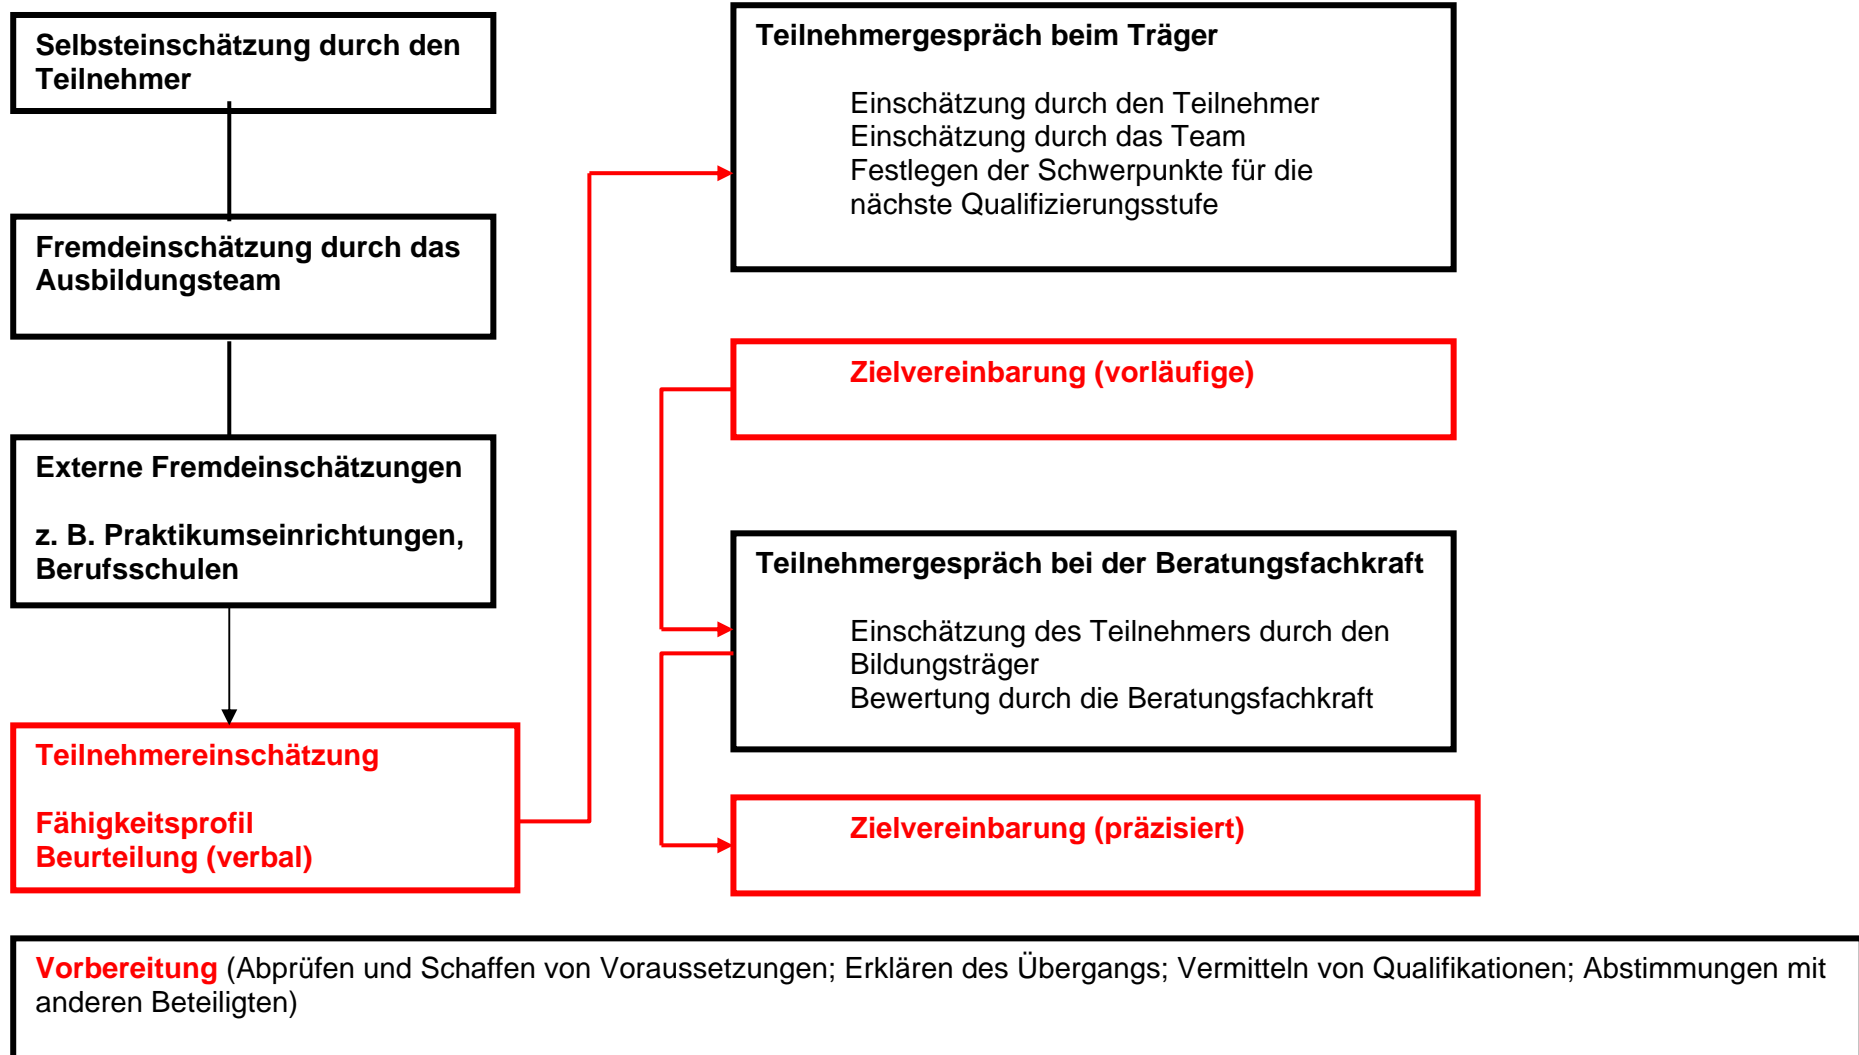 Selbsteinschätzung durch den
Teilnehmer
Fremdeinschätzung durch das
Ausbildungsteam
Externe Fremdeinschätzungen
z. B. Praktikumseinrichtungen,
Berufsschulen
Teilnehmereinschätzung
Fähigkeitsprofil
Beurteilung (verbal)
Teilnehmergespräch beim Träger
Einschätzung durch den Teilnehmer
Einschätzung durch das Team
Festlegen der Schwerpunkte für die
nächste Qualifizierungsstufe
Zielvereinbarung (vorläufige)
Teilnehmergespräch bei der Beratungsfachkraft
Einschätzung des Teilnehmers durch den
Bildungsträger
Bewertung durch die Beratungsfachkraft
Zielvereinbarung (präzisiert)
Vorbereitung (Abprüfen und Schaffen von Voraussetzungen; Erklären des Übergangs; Vermitteln von Qualifikationen; Abstimmungen mit
anderen Beteiligten)